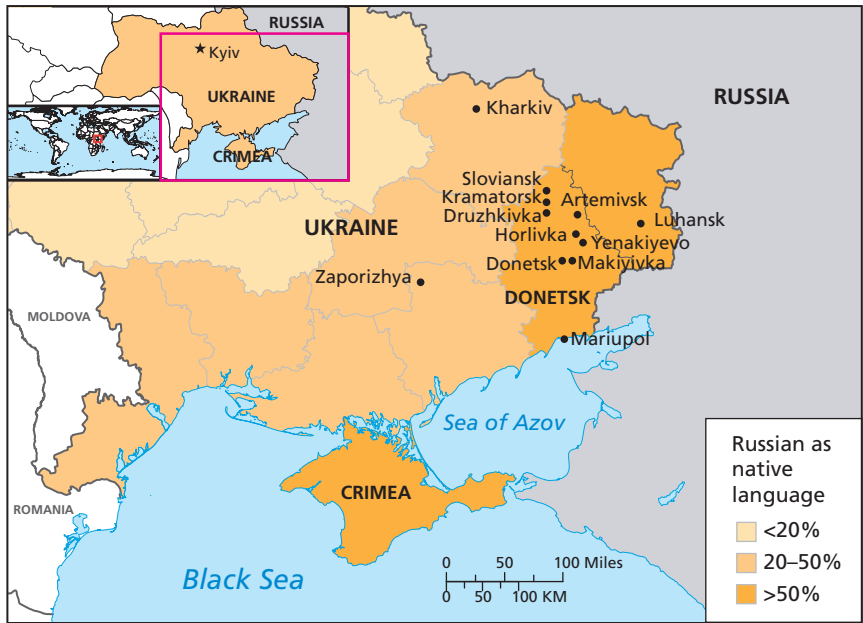 RUSSIA
Kyiv
UKRAINE
CRIMEA
RUSSIA
Kharkiv
Sloviansk
Kramatorsk
Artemivsk
Druzhkivka
Luhansk
UKRAINE
Horlivka
Yenakiyevo
Donetsk
Makiyivka
Zaporizhya
DONETSK
MOLDOVA
Mariupol
Sea of Azov
CRIMEA
ROMANIA
Black Sea
0 50 100 Miles
0 50 100 KM
Russian as
native
language
<20%
20–50%
>50%